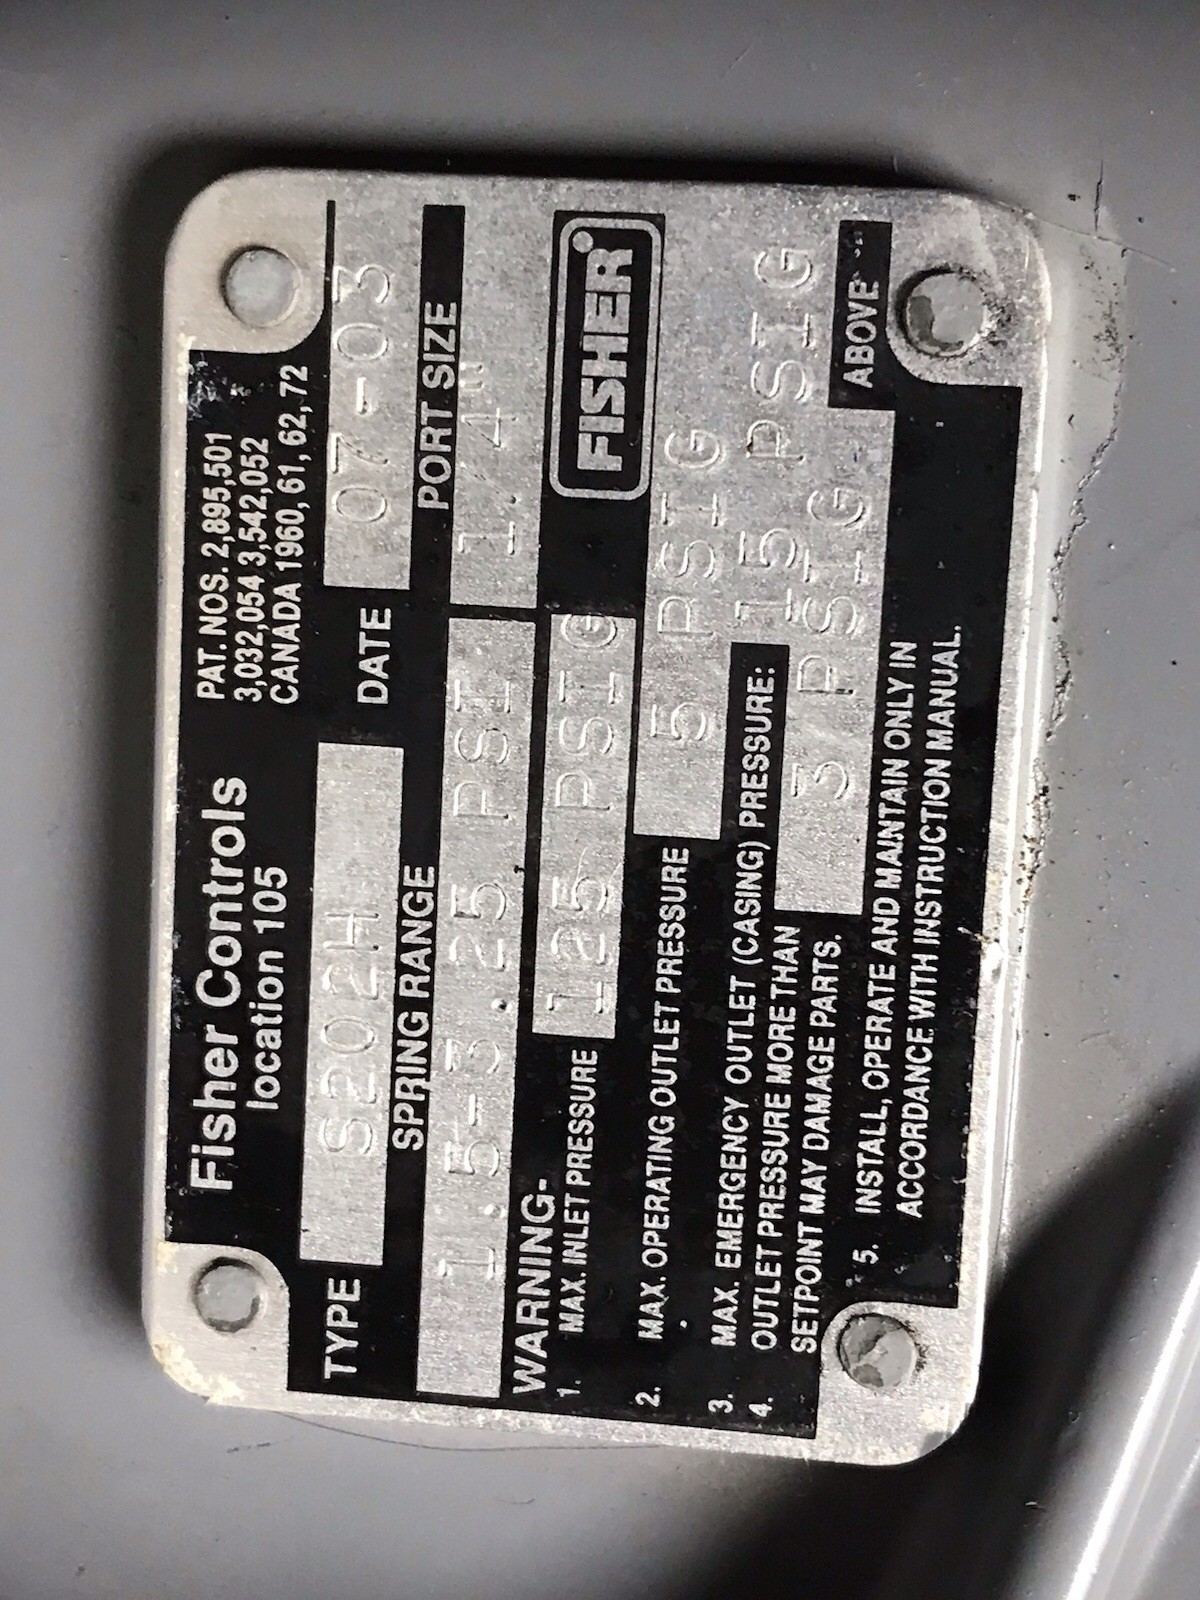 Fisher Controls
location 105
PAT. NOS. 2,895,501
3,032,054 3,542,052
CANADA 1960, 61, 62, 72
TYPE S202H DATE 07-03
SPRING RANGE PORT SIZE
1.5-3.25 PSI 1/4"
WARNING-
1. MAX. INLET PRESSURE 125 PSIG
FISHER®
2. MAX. OPERATING OUTLET PRESSURE 5 PSIG
3. MAX. EMERGENCY OUTLET (CASING) PRESSURE: 15 PSIG
4. OUTLET PRESSURE MORE THAN 3 PSIG ABOVE
SETPOINT MAY DAMAGE PARTS.
5. INSTALL, OPERATE AND MAINTAIN ONLY IN
ACCORDANCE WITH INSTRUCTION MANUAL.